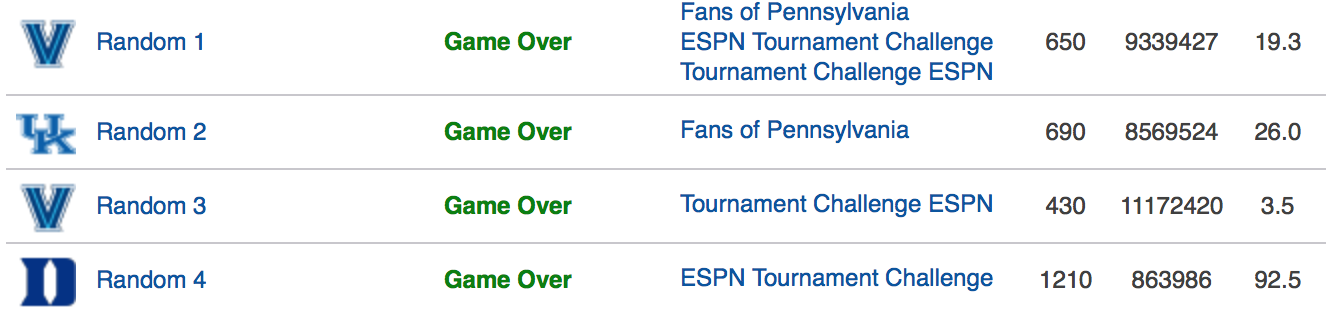 Fans of Pennsylvania
V Random 1 Game Over ESPN Tournament Challenge 650 9339427 19.3
Tournament Challenge ESPN
UK Random 2 Game Over Fans of Pennsylvania 690 8569524 26.0
V Random 3 Game Over Tournament Challenge ESPN 430 11172420 3.5
D Random 4 Game Over ESPN Tournament Challenge 1210 863986 92.5